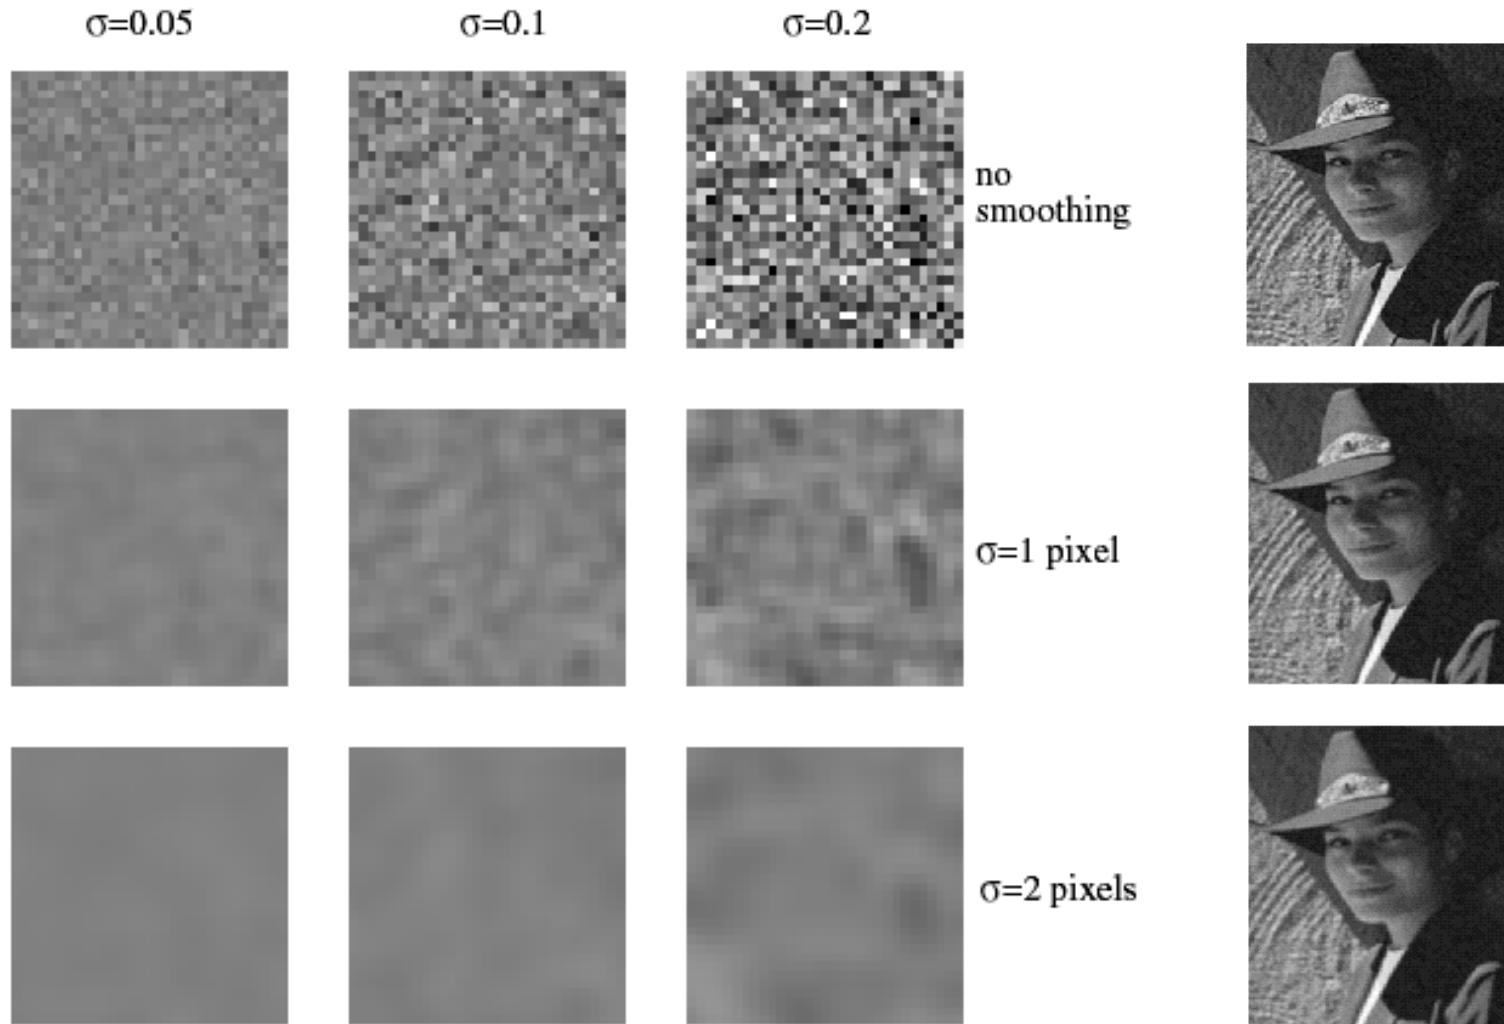 σ=0.05 σ=0.1 σ=0.2
no
smoothing
σ=1 pixel
σ=2 pixels